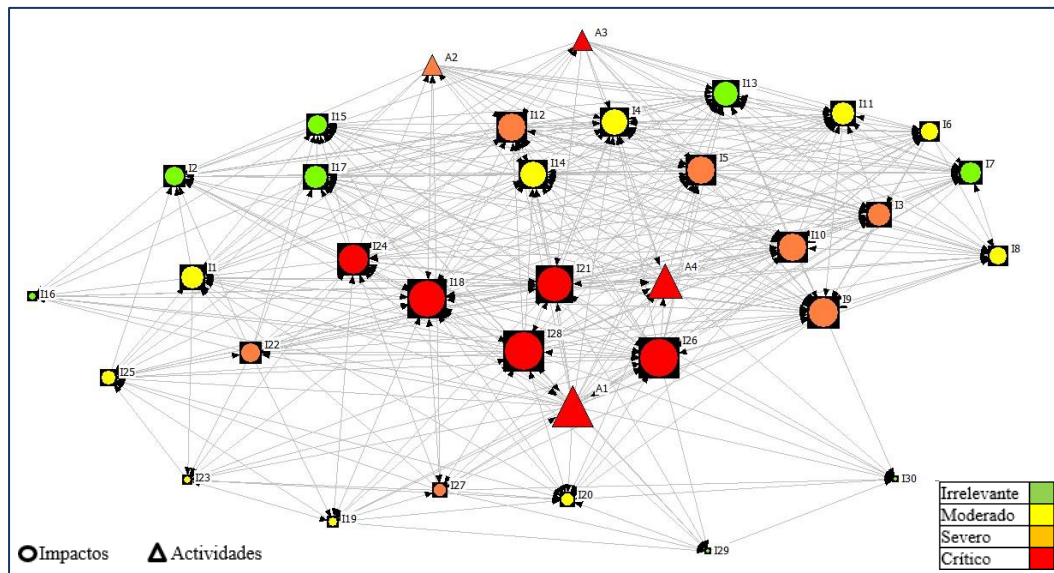 A3
A2
I13
I15
I12
I4
I11
I6
I2
I17
I14
I5
I7
I3
I24
I10
I1
I18
I21
A4
I8
I16
I9
I22
I28
I26
I25
A1
I23
I27
I20
I30
I19
I29
Irrelevante
Moderado
Severo
Crítico
Impactos
Actividades